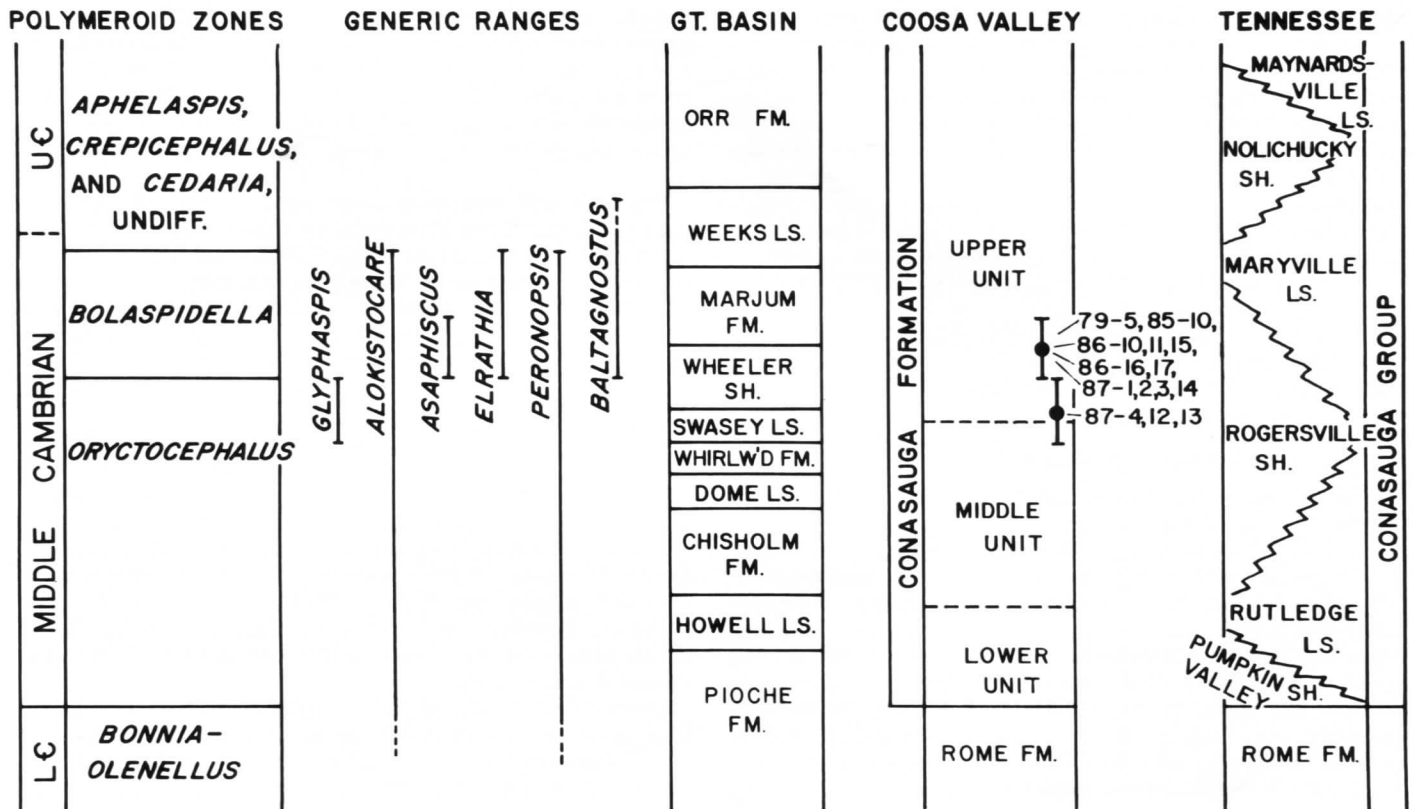 POLYMEROID ZONES
GENERIC RANGES
GT. BASIN
COOSA VALLEY
TENNESSEE
U Є
MIDDLE CAMBRIAN
L Є
APHELASPIS,
CREPICEPHALUS,
AND CEDARIA,
UNDIFF.
BOLASPIDELLA
ORYCTOCEPHALUS
BONNIA-
OLENELLUS
GLYPHASPIS
ALOKISTOCARE
ASAPHISCUS
ELRATHIA
PERONOPSIS
BALTAGNOSTUS
ORR FM.
WEEKS LS.
MARJUM
FM.
WHEELER
SH.
SWASEY LS.
WHIRLW'D FM.
DOME LS.
CHISHOLM
FM.
HOWELL LS.
PIOCHE
FM.
CONASAUGA FORMATION
UPPER
UNIT
79-5, 85-10,
86-10, 11, 15,
86-16, 17,
87-1, 2, 3, 14
87-4, 12, 13
MIDDLE
UNIT
LOWER
UNIT
ROME FM.
MAYNARDS-
VILLE
LS.
NOLICHUCKY
SH.
MARYVILLE
LS.
ROGERSVILLE
SH.
RUTLEDGE
LS.
PUMPKIN
VALLEY SH.
ROME FM.
CONASAUGA GROUP